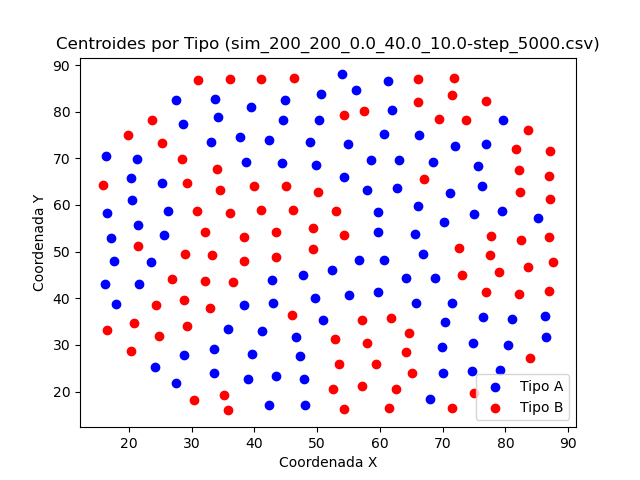 Centroides por Tipo (sim_200_200_0.0_40.0_10.0-step_5000.csv)
90
80
70
60
50
40
30
20
Coordenada Y
20 30 40 50 60 70 80 90
Coordenada X
Tipo A
Tipo B